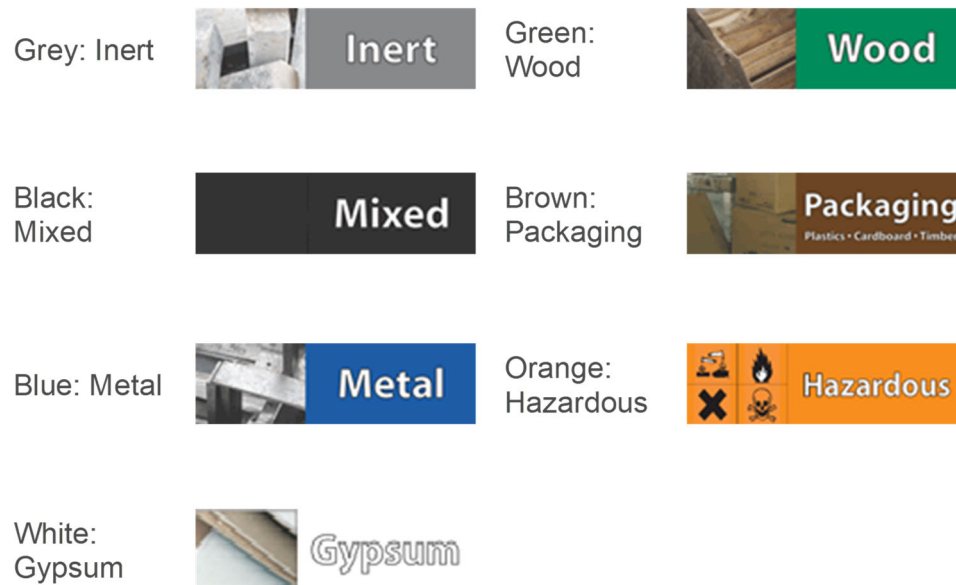 Grey: Inert
Inert
Green:
Wood
Wood
Black:
Mixed
Mixed
Brown:
Packaging
Packaging
Plastics • Cardboard • Timber
Blue: Metal
Metal
Orange:
Hazardous
Hazardous
White:
Gypsum
Gypsum